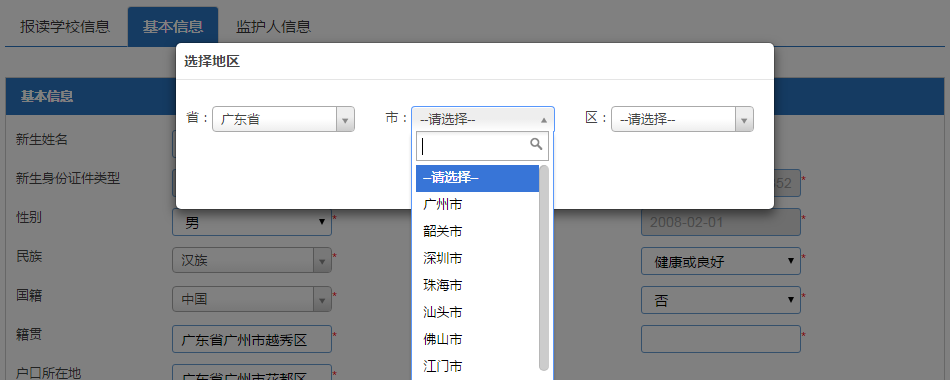 报读学校信息 基本信息 监护人信息
选择地区
基本信息
省： 广东省 市： --请选择-- 区： --请选择--
新生姓名
--请选择--
新生身份证件类型 52 *
广州市
性别 男 * 2008-02-01 *
韶关市
民族 汉族 * 深圳市 健康或良好 *
珠海市
国籍 中国 * 否 *
汕头市
籍贯 广东省广州市越秀区 * 佛山市 *
江门市
户口所在地 广东省广州市花都区 *